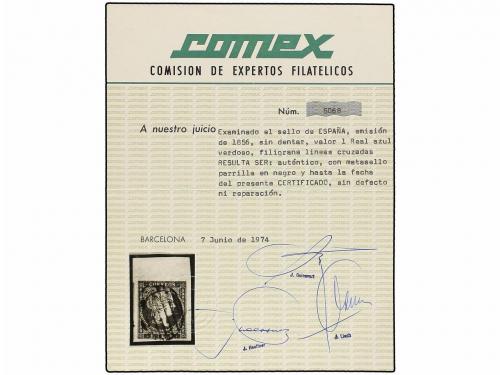 comex
COMISION DE EXPERTOS FILATELICOS
Núm. 5068
A nuestro juicio Examinado el sello de ESPAÑA, emisión
de 1856, sin dentar, valor 1 Real azul
verdoso, filigrana lineas cruzadas
RESULTA SER: auténtico, con matasello
parrilla en negro y hasta la fecha
del presente CERTIFICADO, sin defecto
ni reparación.
BARCELONA 7 Junio de 1974
CORREOS